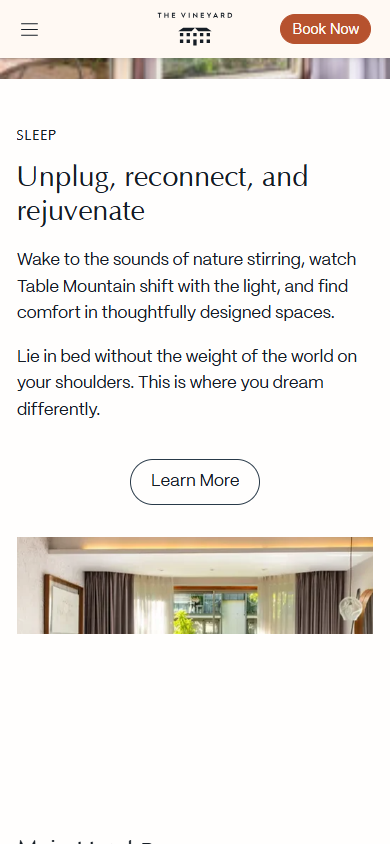 THE VINEYARD
Book Now
SLEEP
Unplug, reconnect, and
rejuvenate
Wake to the sounds of nature stirring, watch
Table Mountain shift with the light, and find
comfort in thoughtfully designed spaces.
Lie in bed without the weight of the world on
your shoulders. This is where you dream
differently.
Learn More